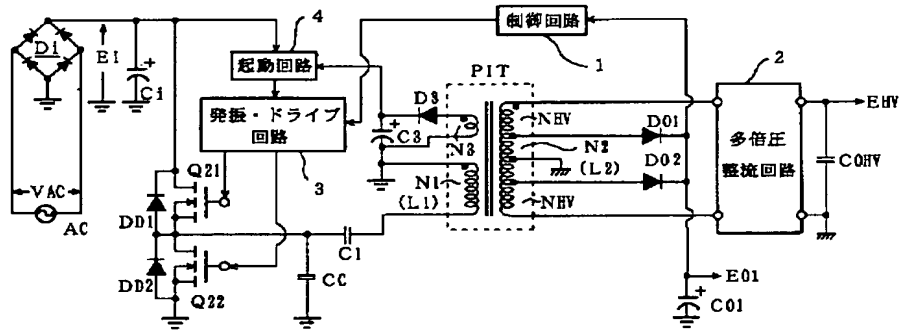 制御回路
1
4
起動回路
Di
EI
Ci
発振・ドライブ
回路
3
D3
C3
N3
PIT
NHV
N2
(L2)
NHV
N1
(L1)
D01
D02
2
多倍圧
整流回路
EHV
C0HV
VAC
AC
Q21
DD1
DD2
Q22
C1
CC
E01
C01